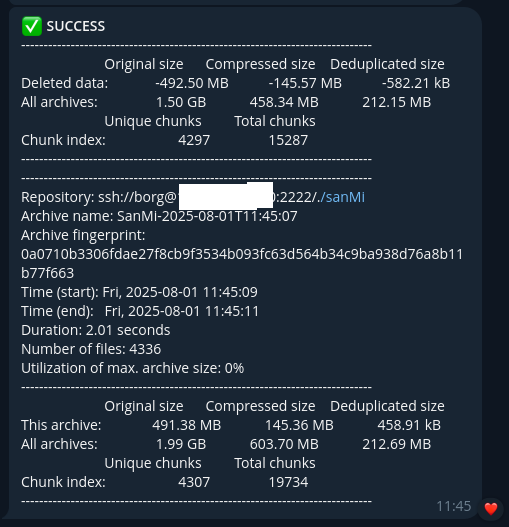 ✅ SUCCESS
------------------------------------------------------------------------
Original size Compressed size Deduplicated size
Deleted data: -492.50 MB -145.57 MB -582.21 kB
All archives: 1.50 GB 458.34 MB 212.15 MB
Unique chunks Total chunks
Chunk index: 4297 15287
------------------------------------------------------------------------
------------------------------------------------------------------------
Repository: ssh://borg@ :2222/./sanMi
Archive name: SanMi-2025-08-01T11:45:07
Archive fingerprint:
0a0710b3306fdae27f8cb9f3534b093fc63d564b34c9ba938d76a8b11
b77f663
Time (start): Fri, 2025-08-01 11:45:09
Time (end): Fri, 2025-08-01 11:45:11
Duration: 2.01 seconds
Number of files: 4336
Utilization of max. archive size: 0%
------------------------------------------------------------------------
Original size Compressed size Deduplicated size
This archive: 491.38 MB 145.36 MB 458.91 kB
All archives: 1.99 GB 603.70 MB 212.69 MB
Unique chunks Total chunks
Chunk index: 4307 19734
------------------------------------------------------------------------
11:45 ❤️